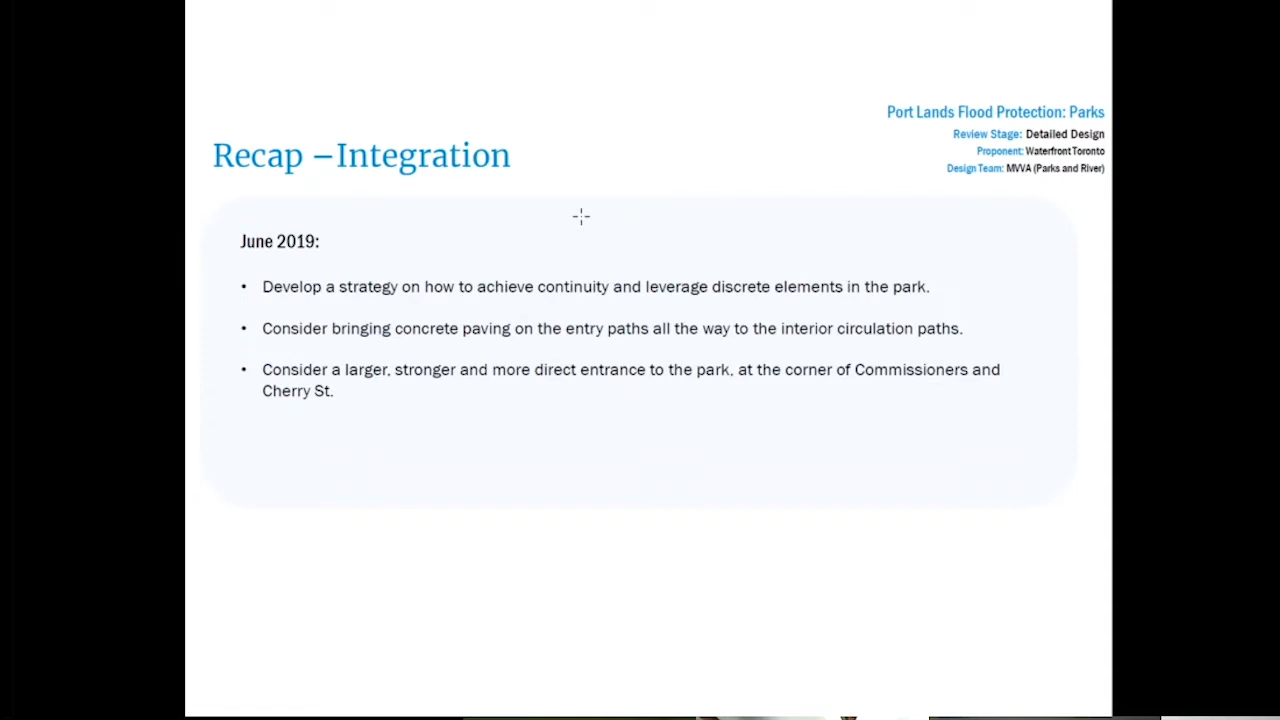 Port Lands Flood Protection: Parks
Review Stage: Detailed Design
Proponent: Waterfront Toronto
Design Team: MVVA (Parks and River)
Recap –Integration
June 2019:
• Develop a strategy on how to achieve continuity and leverage discrete elements in the park.
• Consider bringing concrete paving on the entry paths all the way to the interior circulation paths.
• Consider a larger, stronger and more direct entrance to the park, at the corner of Commissioners and
Cherry St.